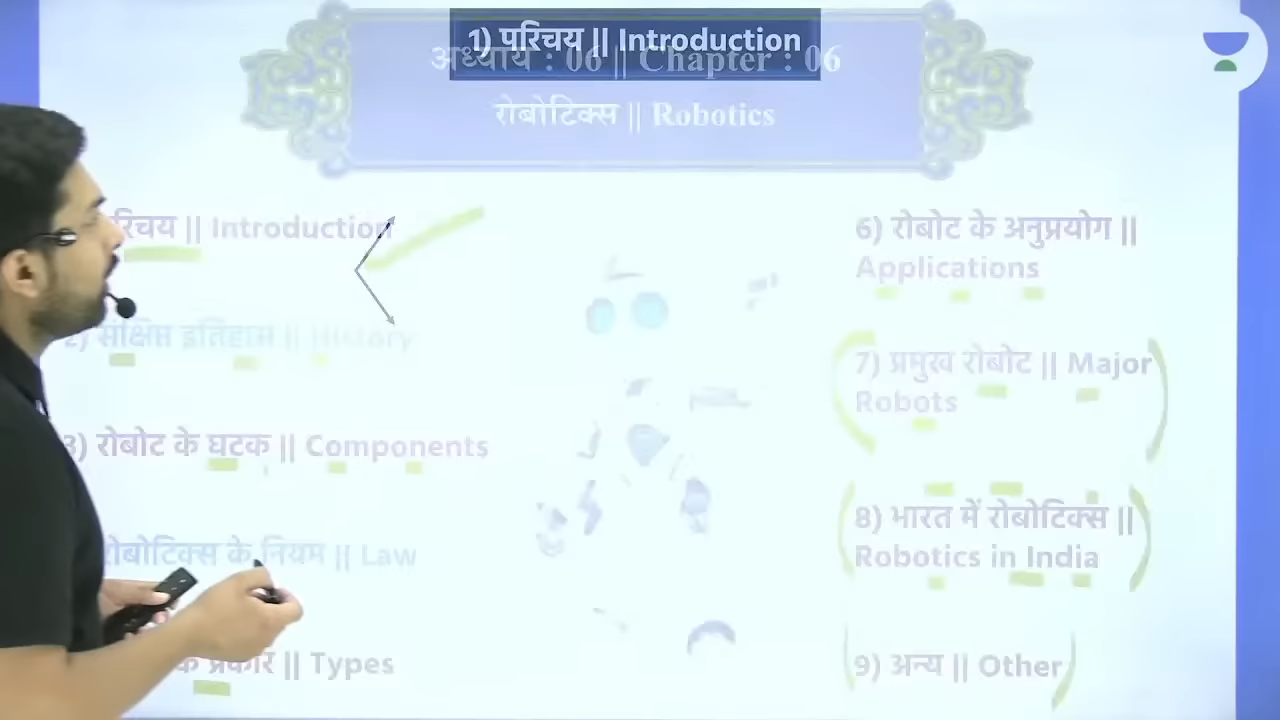 1) परिचय || Introduction
अध्याय : 06 || Chapter : 06
रोबोटिक्स || Robotics
रिचय || Introduction
2) संक्षिप्त इतिहास || History
3) रोबोट के घटक || Components
रोबोटिक्स के नियम || Law
के प्रकार || Types
6) रोबोट के अनुप्रयोग ||
Applications
7) प्रमुख रोबोट || Major
Robots
8) भारत में रोबोटिक्स ||
Robotics in India
9) अन्य || Other